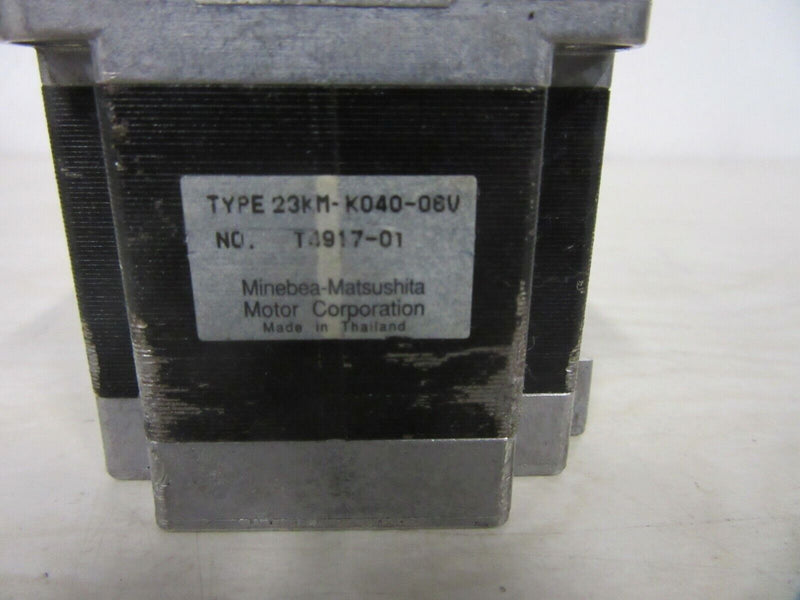 TYPE 23KM-K040-06V
NO. T4917-01
Minebea-Matsushita
Motor Corporation
Made in Thailand